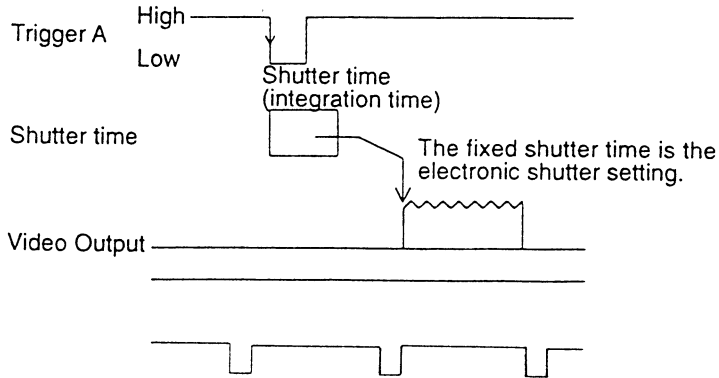 High
Trigger A
Low
Shutter time
(integration time)
Shutter time
The fixed shutter time is the
electronic shutter setting.
Video Output